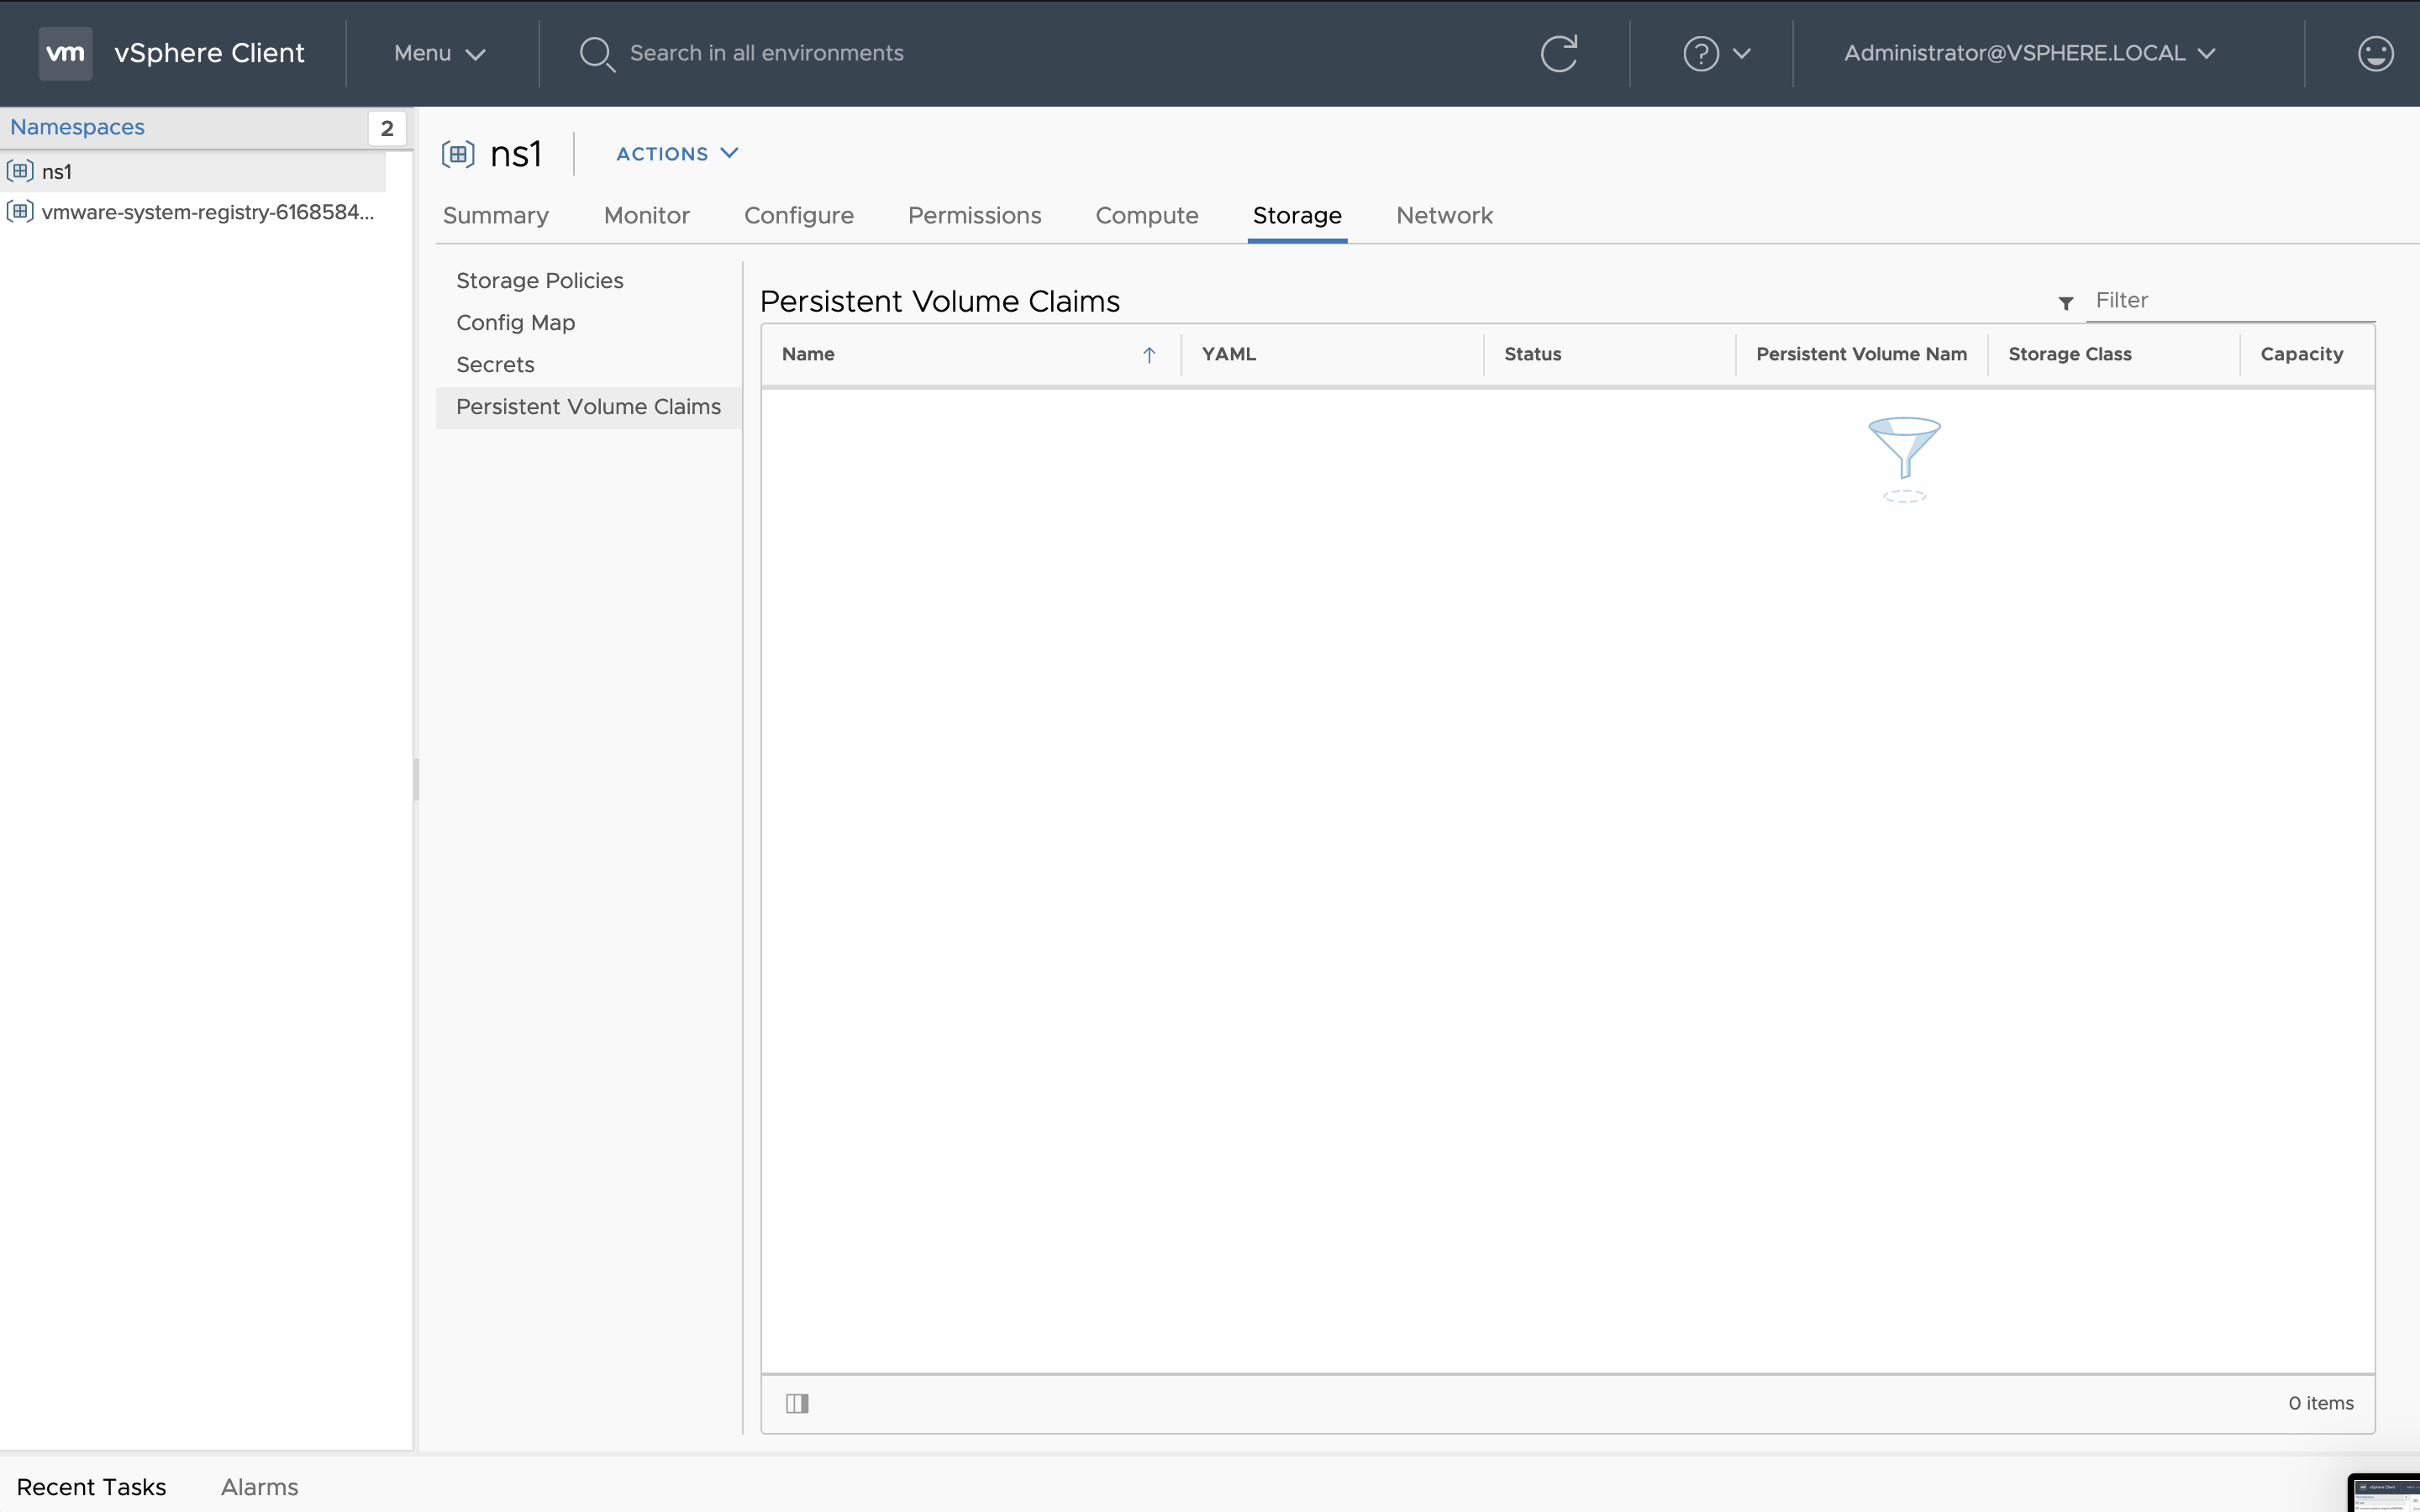 vm vSphere Client Menu Search in all environments ? Administrator@VSPHERE.LOCAL
Namespaces 2
ns1
vmware-system-registry-6168584...
ns1 ACTIONS
Summary Monitor Configure Permissions Compute Storage Network
Storage Policies
Config Map
Secrets
Persistent Volume Claims
Persistent Volume Claims Filter
Name YAML Status Persistent Volume Nam Storage Class Capacity
0 items
Recent Tasks Alarms